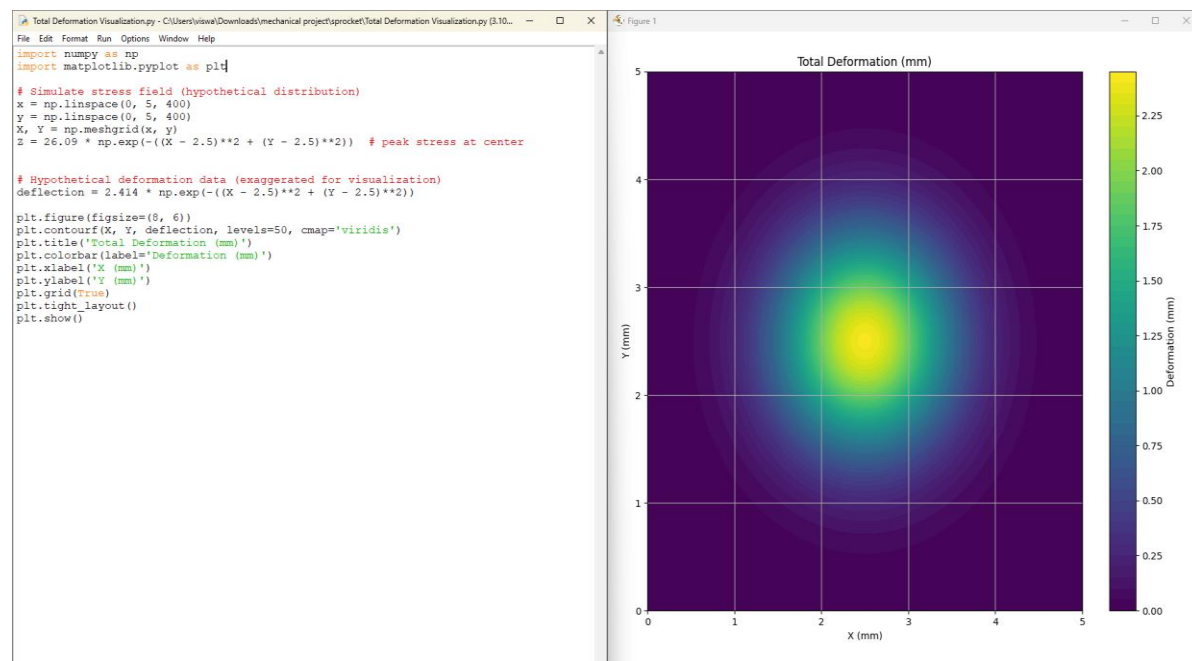 Total Deformation Visualization.py - C:\Users\viswa\Downloads\mechanical project\sprocket\Total Deformation Visualization.py (3.10...
File Edit Format Run Options Window Help
import numpy as np
import matplotlib.pyplot as plt
# Simulate stress field (hypothetical distribution)
x = np.linspace(0, 5, 400)
y = np.linspace(0, 5, 400)
X, Y = np.meshgrid(x, y)
Z = 26.09 * np.exp(-((X - 2.5)**2 + (Y - 2.5)**2))  # peak stress at center
# Hypothetical deformation data (exaggerated for visualization)
deflection = 2.414 * np.exp(-((X - 2.5)**2 + (Y - 2.5)**2))
plt.figure(figsize=(8, 6))
plt.contourf(X, Y, deflection, levels=50, cmap='viridis')
plt.title('Total Deformation (mm)')
plt.colorbar(label='Deformation (mm)')
plt.xlabel('X (mm)')
plt.ylabel('Y (mm)')
plt.grid(True)
plt.tight_layout()
plt.show()
Figure 1
Total Deformation (mm)
5
4
3
2
1
0
Y (mm)
0 1 2 3 4 5
X (mm)
2.25
2.00
1.75
1.50
1.25
1.00
0.75
0.50
0.25
0.00
Deformation (mm)